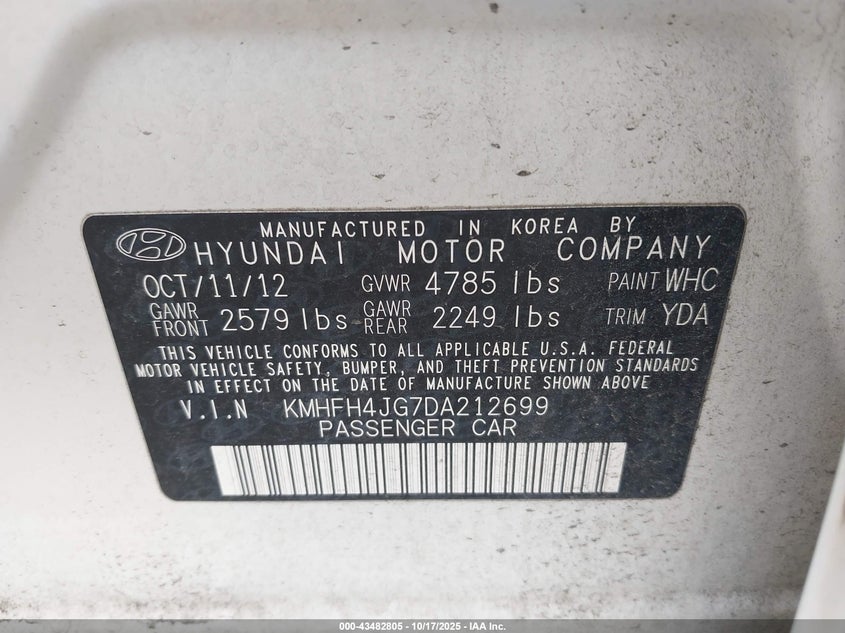 MANUFACTURED IN KOREA BY
HYUNDAI MOTOR COMPANY
OCT/11/12 GVWR 4785 lbs PAINT WHC
GAWR FRONT 2579 lbs GAWR REAR 2249 lbs TRIM YDA
THIS VEHICLE CONFORMS TO ALL APPLICABLE U.S.A. FEDERAL
MOTOR VEHICLE SAFETY, BUMPER, AND THEFT PREVENTION STANDARDS
IN EFFECT ON THE DATE OF MANUFACTURE SHOWN ABOVE
V.I.N KMHFH4JG7DA212699
PASSENGER CAR
000-43482805 - 10/17/2025 - IAA Inc.